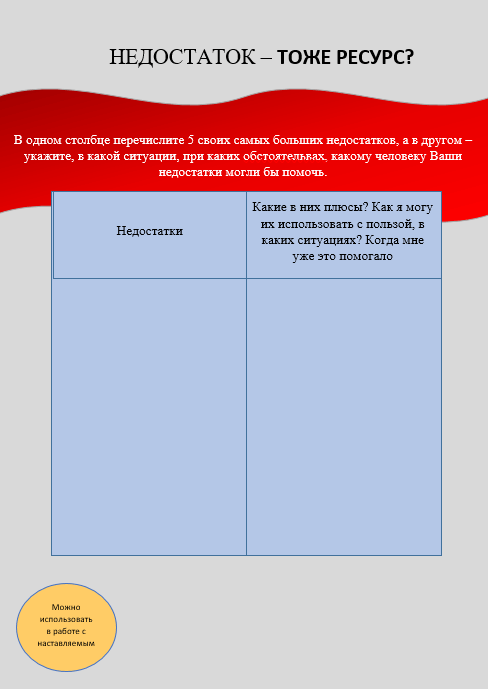 НЕДОСТАТОК – ТОЖЕ РЕСУРС?
В одном столбце перечислите 5 своих самых больших недостатков, а в другом –
укажите, в какой ситуации, при каких обстоятельвах, какому человеку Ваши
недостатки могли бы помочь.
Недостатки
Какие в них плюсы? Как я могу
их использовать с пользой, в
каких ситуациях? Когда мне
уже это помогало
Можно
использовать
в работе с
наставляемым